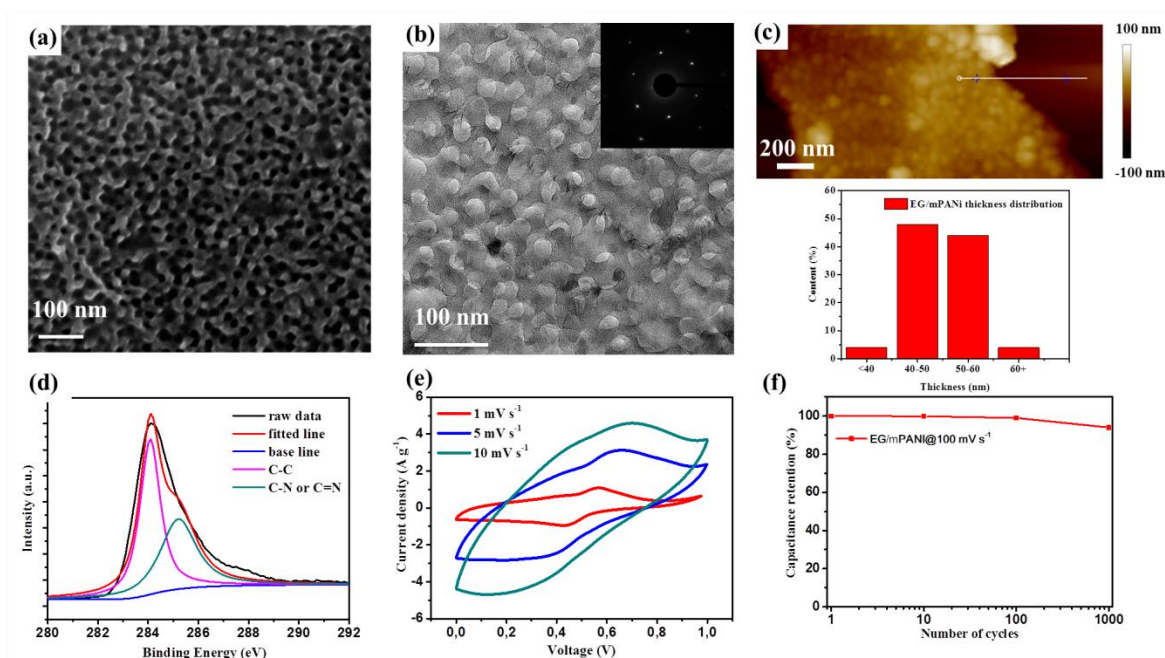 (a)
100 nm
(b)
100 nm
(c)
200 nm
100 nm
-100 nm
EG/mPANi thickness distribution
Content (%)
60
50
40
30
20
10
0
<40
40-50
50-60
60+
Thickness (nm)
(d)
raw data
fitted line
base line
C-C
C-N or C=N
Intensity (a.u.)
280
282
284
286
288
290
292
Binding Energy (eV)
(e)
1 mV s⁻¹
5 mV s⁻¹
10 mV s⁻¹
Current density (A g⁻¹)
6
4
2
0
-2
-4
-6
0,0
0,2
0,4
0,6
0,8
1,0
Voltage (V)
(f)
EG/mPANI@100 mV s⁻¹
Capacitance retention (%)
100
80
60
40
20
0
1
10
100
1000
Number of cycles